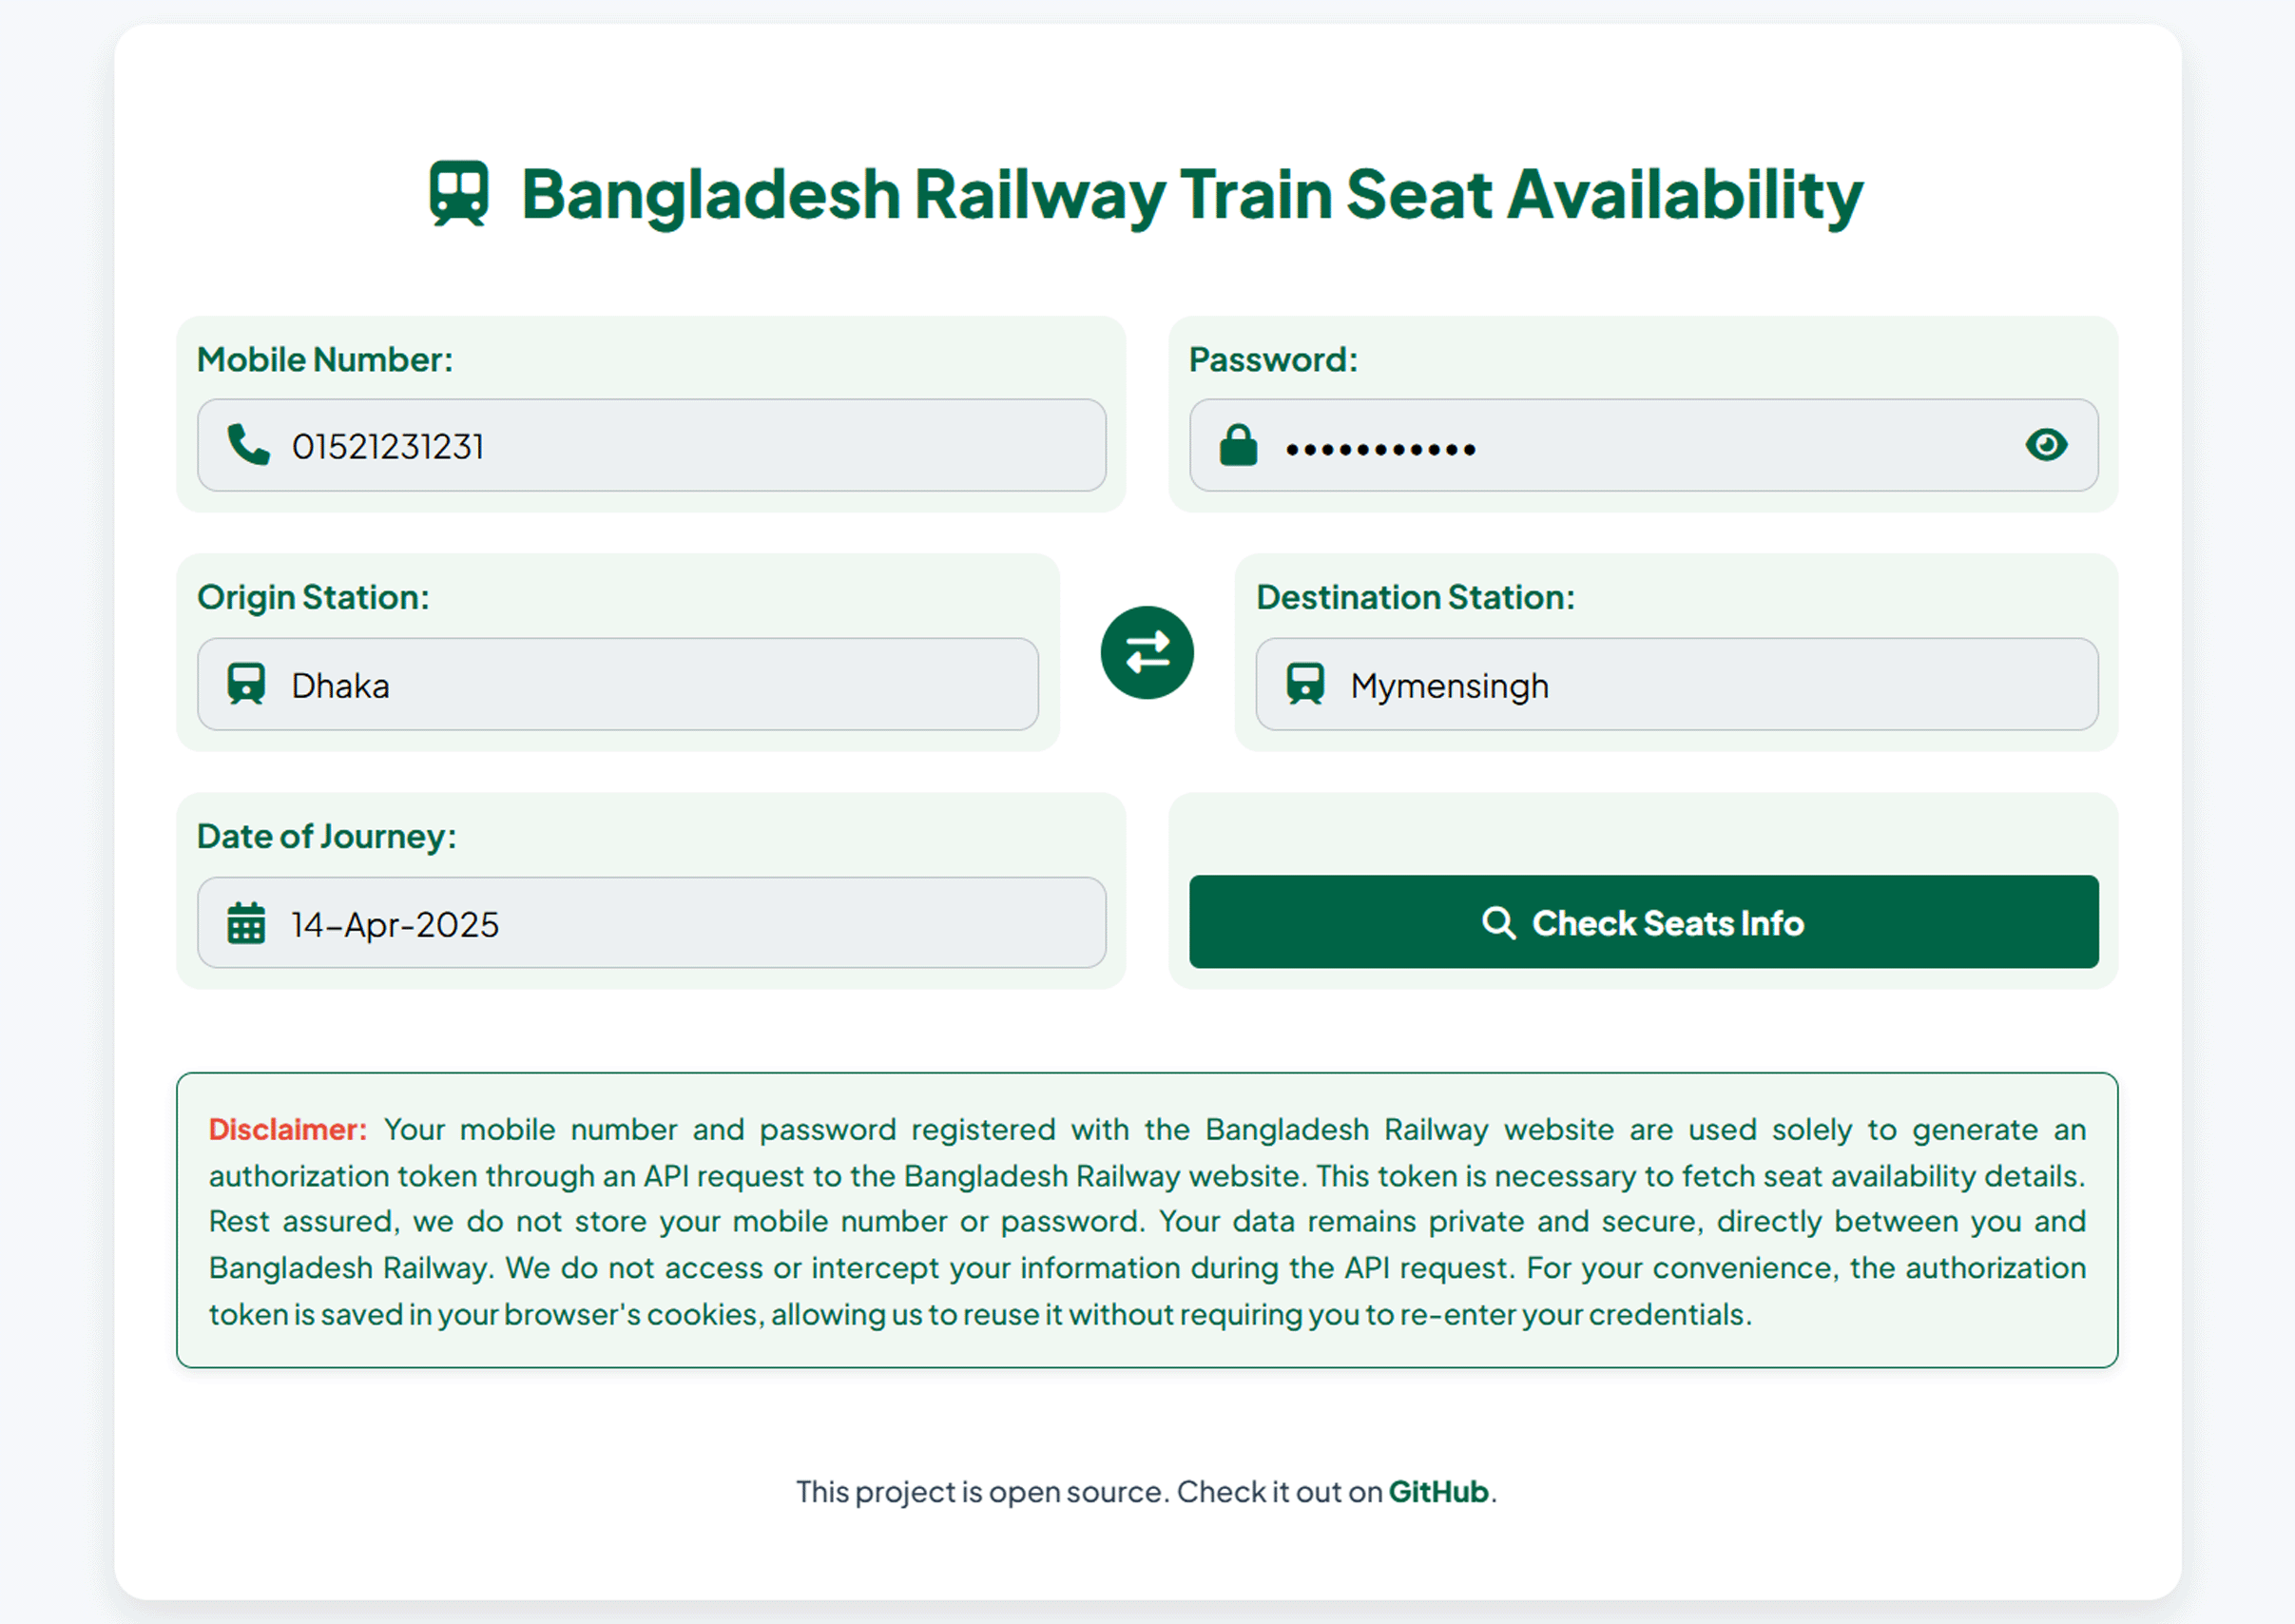 Bangladesh Railway Train Seat Availability
Mobile Number:
01521231231
Password:
•••••••••••
Origin Station:
Dhaka
Destination Station:
Mymensingh
Date of Journey:
14-Apr-2025
Check Seats Info
Disclaimer: Your mobile number and password registered with the Bangladesh Railway website are used solely to generate an
authorization token through an API request to the Bangladesh Railway website. This token is necessary to fetch seat availability details.
Rest assured, we do not store your mobile number or password. Your data remains private and secure, directly between you and
Bangladesh Railway. We do not access or intercept your information during the API request. For your convenience, the authorization
token is saved in your browser's cookies, allowing us to reuse it without requiring you to re-enter your credentials.
This project is open source. Check it out on GitHub.